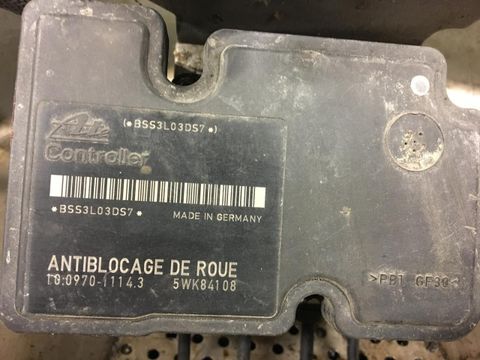 (*BSS3L03DS7*)
Ate
Controller
*BSS3L03DS7*
MADE IN GERMANY
ANTIBLOCAGE DE ROUE
10.0970-1114.3 5WK84108
>PBT GF30<